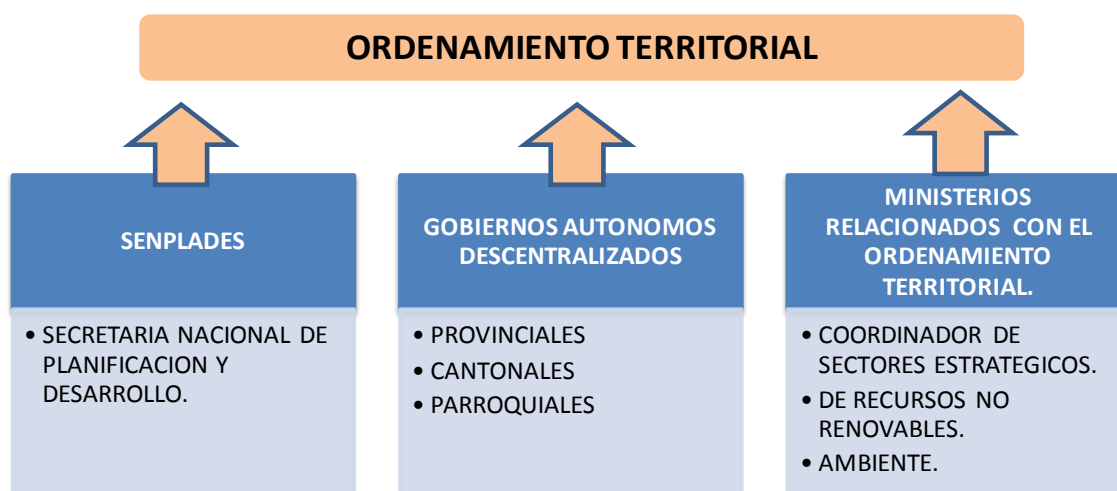 ORDENAMIENTO TERRITORIAL
SENPLADES
• SECRETARIA NACIONAL DE
PLANIFICACION Y
DESARROLLO.
GOBIERNOS AUTONOMOS
DESCENTRALIZADOS
• PROVINCIALES
• CANTONALES
• PARROQUIALES
MINISTERIOS
RELACIONADOS CON EL
ORDENAMIENTO
TERRITORIAL.
• COORDINADOR DE
SECTORES ESTRATEGICOS.
• DE RECURSOS NO
RENOVABLES.
• AMBIENTE.